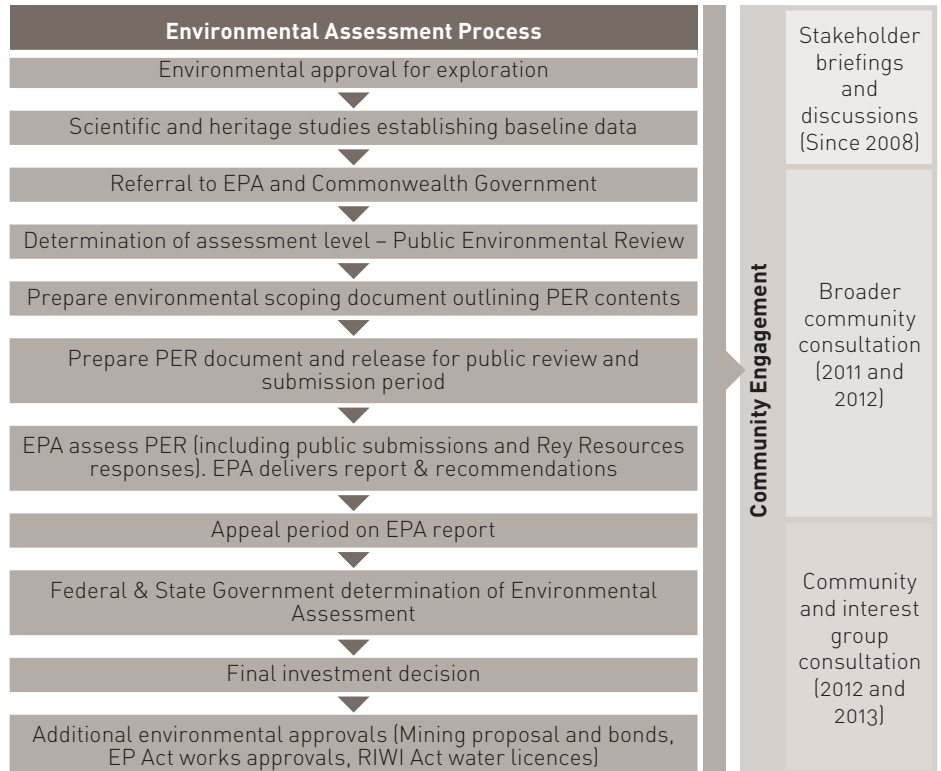 Environmental Assessment Process
Environmental approval for exploration
Scientific and heritage studies establishing baseline data
Referral to EPA and Commonwealth Government
Determination of assessment level – Public Environmental Review
Prepare environmental scoping document outlining PER contents
Prepare PER document and release for public review and
submission period
EPA assess PER (including public submissions and Rey Resources
responses). EPA delivers report & recommendations
Appeal period on EPA report
Federal & State Government determination of Environmental
Assessment
Final investment decision
Additional environmental approvals (Mining proposal and bonds,
EP Act works approvals, RIWI Act water licences)
Community Engagement
Stakeholder
briefings
and
discussions
(Since 2008)
Broader
community
consultation
(2011 and
2012)
Community
and interest
group
consultation
(2012 and
2013)